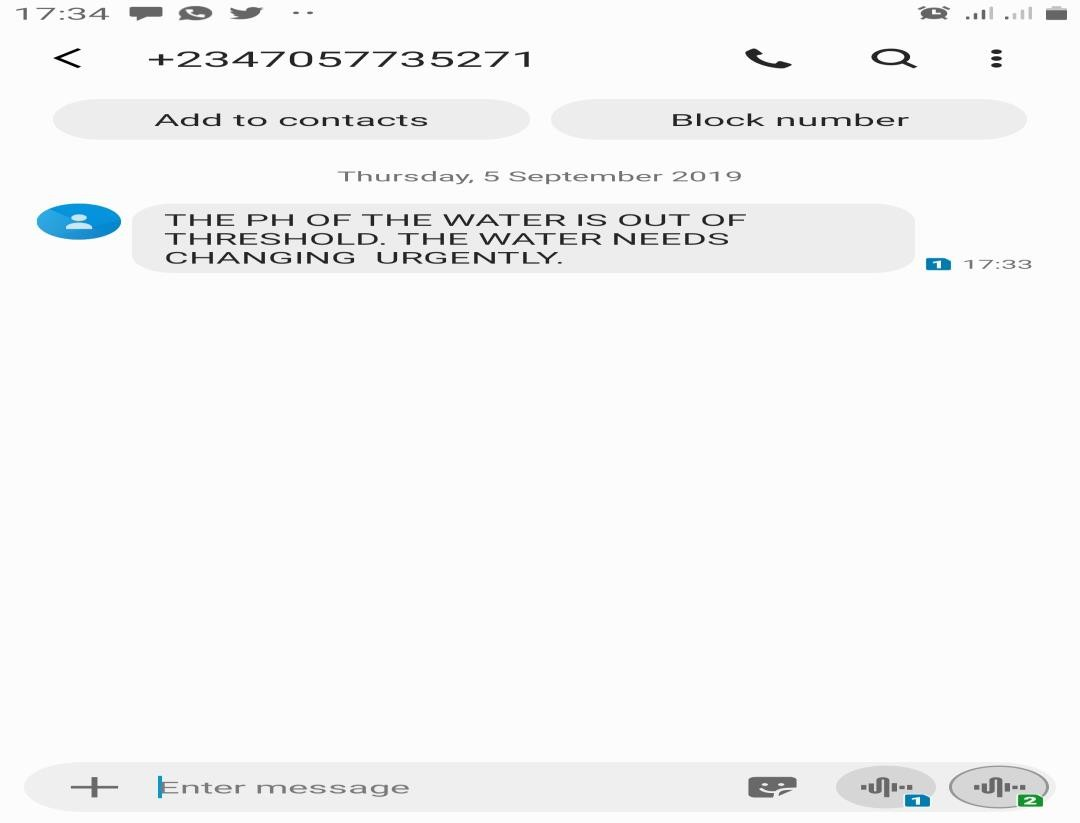 17:34
+2347057735271
Add to contacts
Block number
Thursday, 5 September 2019
THE PH OF THE WATER IS OUT OF
THRESHOLD. THE WATER NEEDS
CHANGING  URGENTLY.
1 17:33
Enter message
1
2